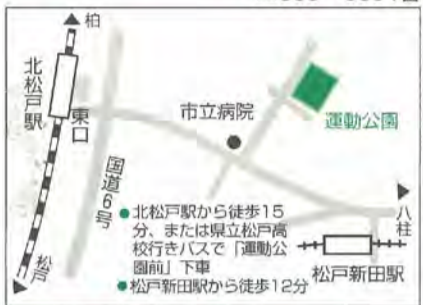 柏
北松戸駅
東口
市立病院
運動公園
国道6号
●北松戸駅から徒歩15
分、または県立松戸高
校行きバスで「運動公
園前」下車
●松戸新田駅から徒歩12分
八柱
松戸新田駅
松戸